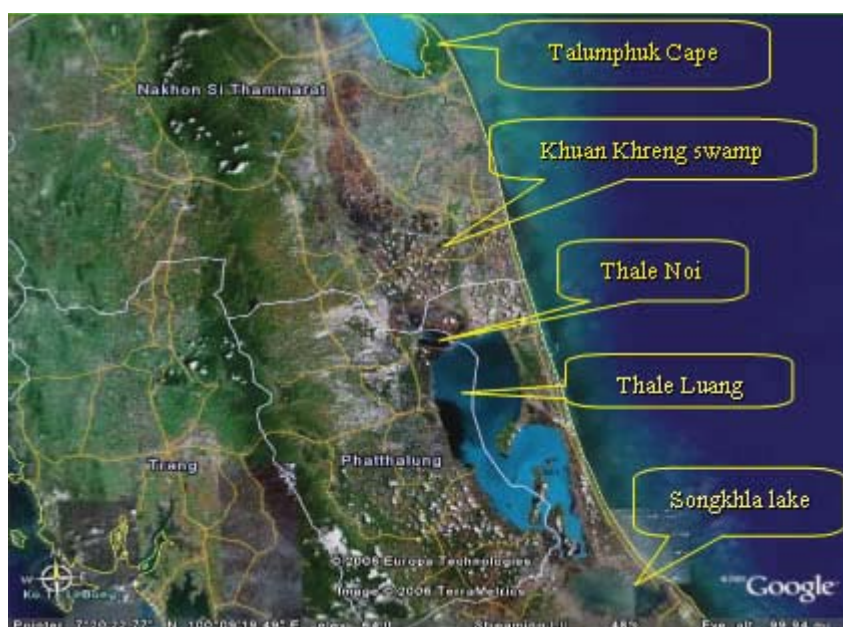 Talumphuk Cape
Nakhon Si Thammarat
Khuan Khreng swamp
Thale Noi
Thale Luang
Trang
Phatthalung
Songkhla lake
© 2006 Europa Technologies
Image © 2006 TerraMetrics
Google
W